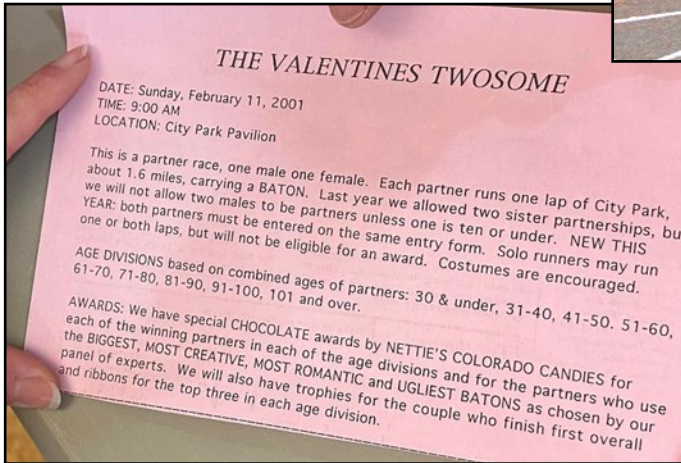 THE VALENTINES TWOSOME
DATE: Sunday, February 11, 2001
TIME: 9:00 AM
LOCATION: City Park Pavilion
This is a partner race, one male one female. Each partner runs one lap of City Park,
about 1.6 miles, carrying a BATON. Last year we allowed two sister partnerships, bu
we will not allow two males to be partners unless one is ten or under. NEW THIS
YEAR: both partners must be entered on the same entry form. Solo runners may run
one or both laps, but will not be eligible for an award. Costumes are encouraged.
AGE DIVISIONS based on combined ages of partners: 30 & under, 31-40, 41-50. 51-60,
61-70, 71-80, 81-90, 91-100, 101 and over.
AWARDS: We have special CHOCOLATE awards by NETTIE'S COLORADO CANDIES for
each of the winning partners in each of the age divisions and for the partners who use
the BIGGEST, MOST CREATIVE, MOST ROMANTIC and UGLIEST BATONS as chosen by our
panel of experts. We will also have trophies for the couple who finish first overall
and ribbons for the top three in each age division.